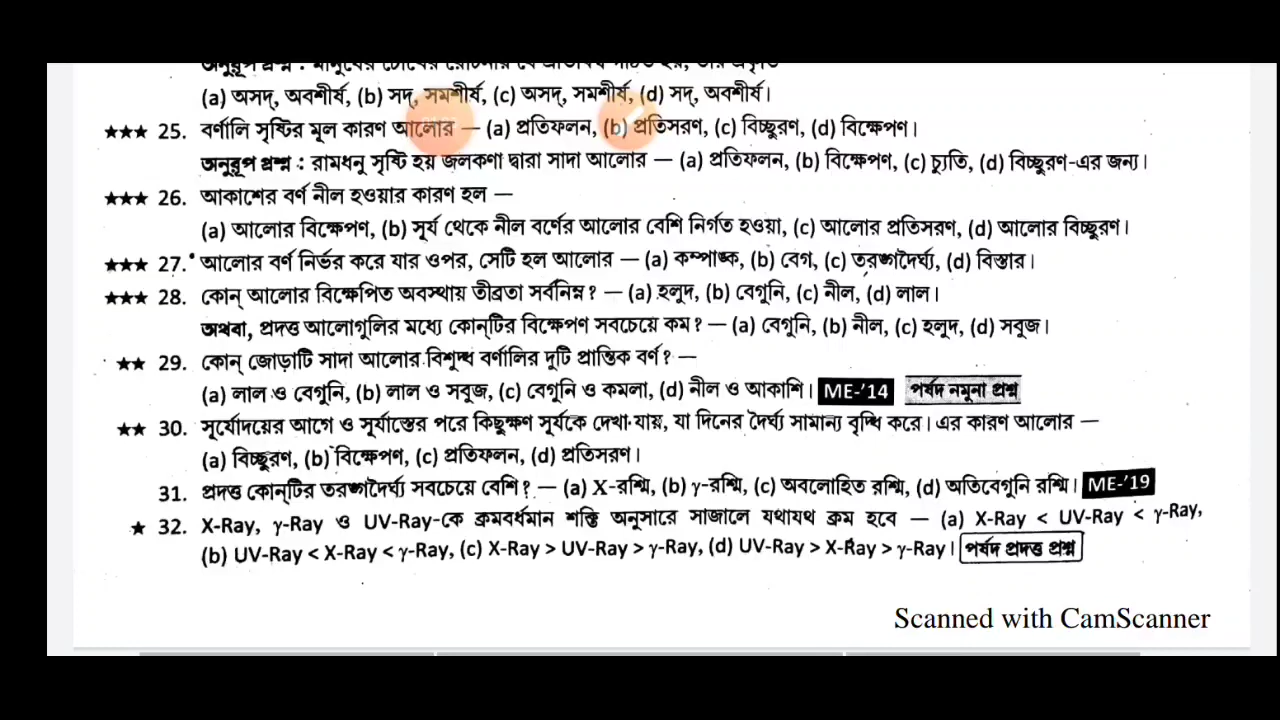 অনুরূপ প্রশ্ন : মানুষের চোখের রেটিনায় যে প্রতিবিম্ব গঠিত হয়, তার প্রকৃতি
(a) অসদ্, অবশীর্ষ, (b) সদ্, সমশীর্ষ, (c) অসদ্, সমশীর্ষ, (d) সদ্, অবশীর্ষ।
★★★ 25. বর্ণালি সৃষ্টির মূল কারণ আলোর — (a) প্রতিফলন, (b) প্রতিসরণ, (c) বিচ্ছুরণ, (d) বিক্ষেপণ।
অনুরূপ প্রশ্ন : রামধনু সৃষ্টি হয় জলকণা দ্বারা সাদা আলোর — (a) প্রতিফলন, (b) বিক্ষেপণ, (c) চ্যুতি, (d) বিচ্ছুরণ-এর জন্য।
★★★ 26. আকাশের বর্ণ নীল হওয়ার কারণ হল —
(a) আলোর বিক্ষেপণ, (b) সূর্য থেকে নীল বর্ণের আলোর বেশি নির্গত হওয়া, (c) আলোর প্রতিসরণ, (d) আলোর বিচ্ছুরণ।
★★★ 27. আলোর বর্ণ নির্ভর করে যার ওপর, সেটি হল আলোর — (a) কম্পাঙ্ক, (b) বেগ, (c) তরঙ্গদৈর্ঘ্য, (d) বিস্তার।
★★★ 28. কোন্ আলোর বিক্ষেপিত অবস্থায় তীব্রতা সর্বনিম্ন? — (a) হলুদ, (b) বেগুনি, (c) নীল, (d) লাল।
অথবা, প্রদত্ত আলোগুলির মধ্যে কোন্‌টির বিক্ষেপণ সবচেয়ে কম? — (a) বেগুনি, (b) নীল, (c) হলুদ, (d) সবুজ।
★★ 29. কোন্ জোড়াটি সাদা আলোর বিশুদ্ধ বর্ণালির দুটি প্রান্তিক বর্ণ? —
(a) লাল ও বেগুনি, (b) লাল ও সবুজ, (c) বেগুনি ও কমলা, (d) নীল ও আকাশি। ME-'14 পর্ষদ নমুনা প্রশ্ন
★★ 30. সূর্যোদয়ের আগে ও সূর্যাস্তের পরে কিছুক্ষণ সূর্যকে দেখা যায়, যা দিনের দৈর্ঘ্য সামান্য বৃদ্ধি করে। এর কারণ আলোর —
(a) বিচ্ছুরণ, (b) বিক্ষেপণ, (c) প্রতিফলন, (d) প্রতিসরণ।
31. প্রদত্ত কোন্‌টির তরঙ্গদৈর্ঘ্য সবচেয়ে বেশি? — (a) X-রশ্মি, (b) γ-রশ্মি, (c) অবলোহিত রশ্মি, (d) অতিবেগুনি রশ্মি। ME-'19
★ 32. X-Ray, γ-Ray ও UV-Ray-কে ক্রমবর্ধমান শক্তি অনুসারে সাজালে যথাযথ ক্রম হবে — (a) X-Ray < UV-Ray < γ-Ray,
(b) UV-Ray < X-Ray < γ-Ray, (c) X-Ray > UV-Ray > γ-Ray, (d) UV-Ray > X-Ray > γ-Ray। পর্ষদ প্রদত্ত প্রশ্ন
Scanned with CamScanner